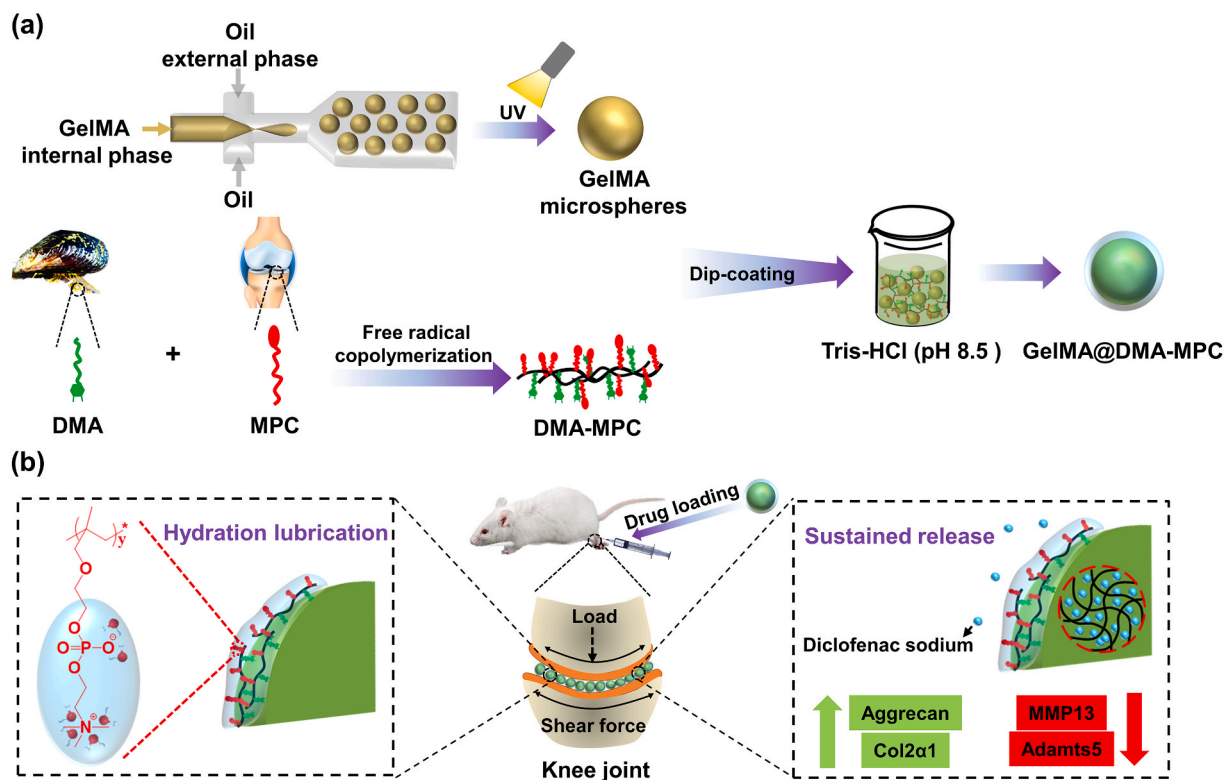 (a)
Oil
external phase
GelMA
internal phase
Oil
UV
GelMA
microspheres
DMA
+
MPC
Free radical
copolymerization
DMA-MPC
Dip-coating
Tris-HCl (pH 8.5 )
GelMA@DMA-MPC
(b)
Hydration lubrication
*
y
O
O
O=P-O⊖
O
N⊕
Drug loading
Load
Shear force
Knee joint
Sustained release
Diclofenac sodium
Aggrecan
Col2α1
MMP13
Adamts5